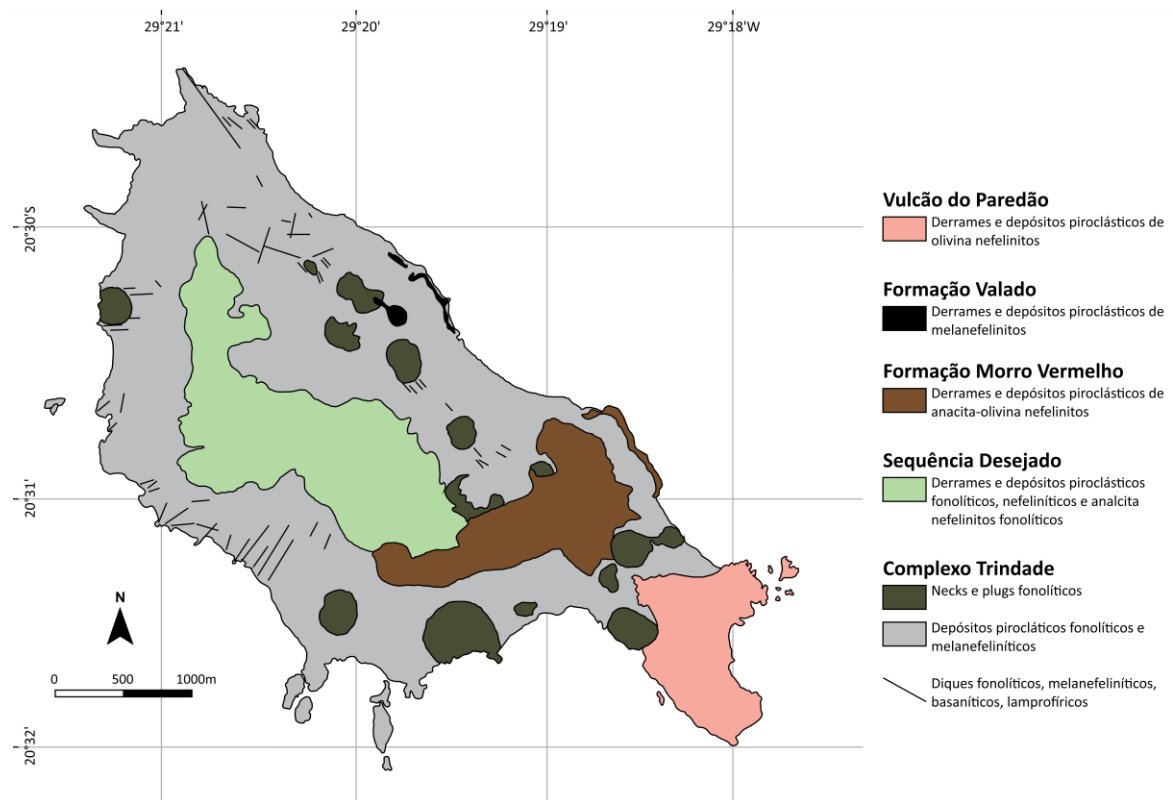 29°21'
29°20'
29°19'
29°18'W
20°30'S
20°31'
20°32'
N
0 500 1000m
Vulcão do Paredão
Derrames e depósitos piroclásticos de
olivina nefelinitos
Formação Valado
Derrames e depósitos piroclásticos de
melanefelinitos
Formação Morro Vermelho
Derrames e depósitos piroclásticos de
anacita-olivina nefelinitos
Sequência Desejado
Derrames e depósitos piroclásticos
fonolíticos, nefeliníticos e analcita
nefelinitos fonolíticos
Complexo Trindade
Necks e plugs fonolíticos
Depósitos pirocláticos fonolíticos e
melanefeliníticos
Diques fonolíticos, melanefeliníticos,
basaníticos, lamprofíricos